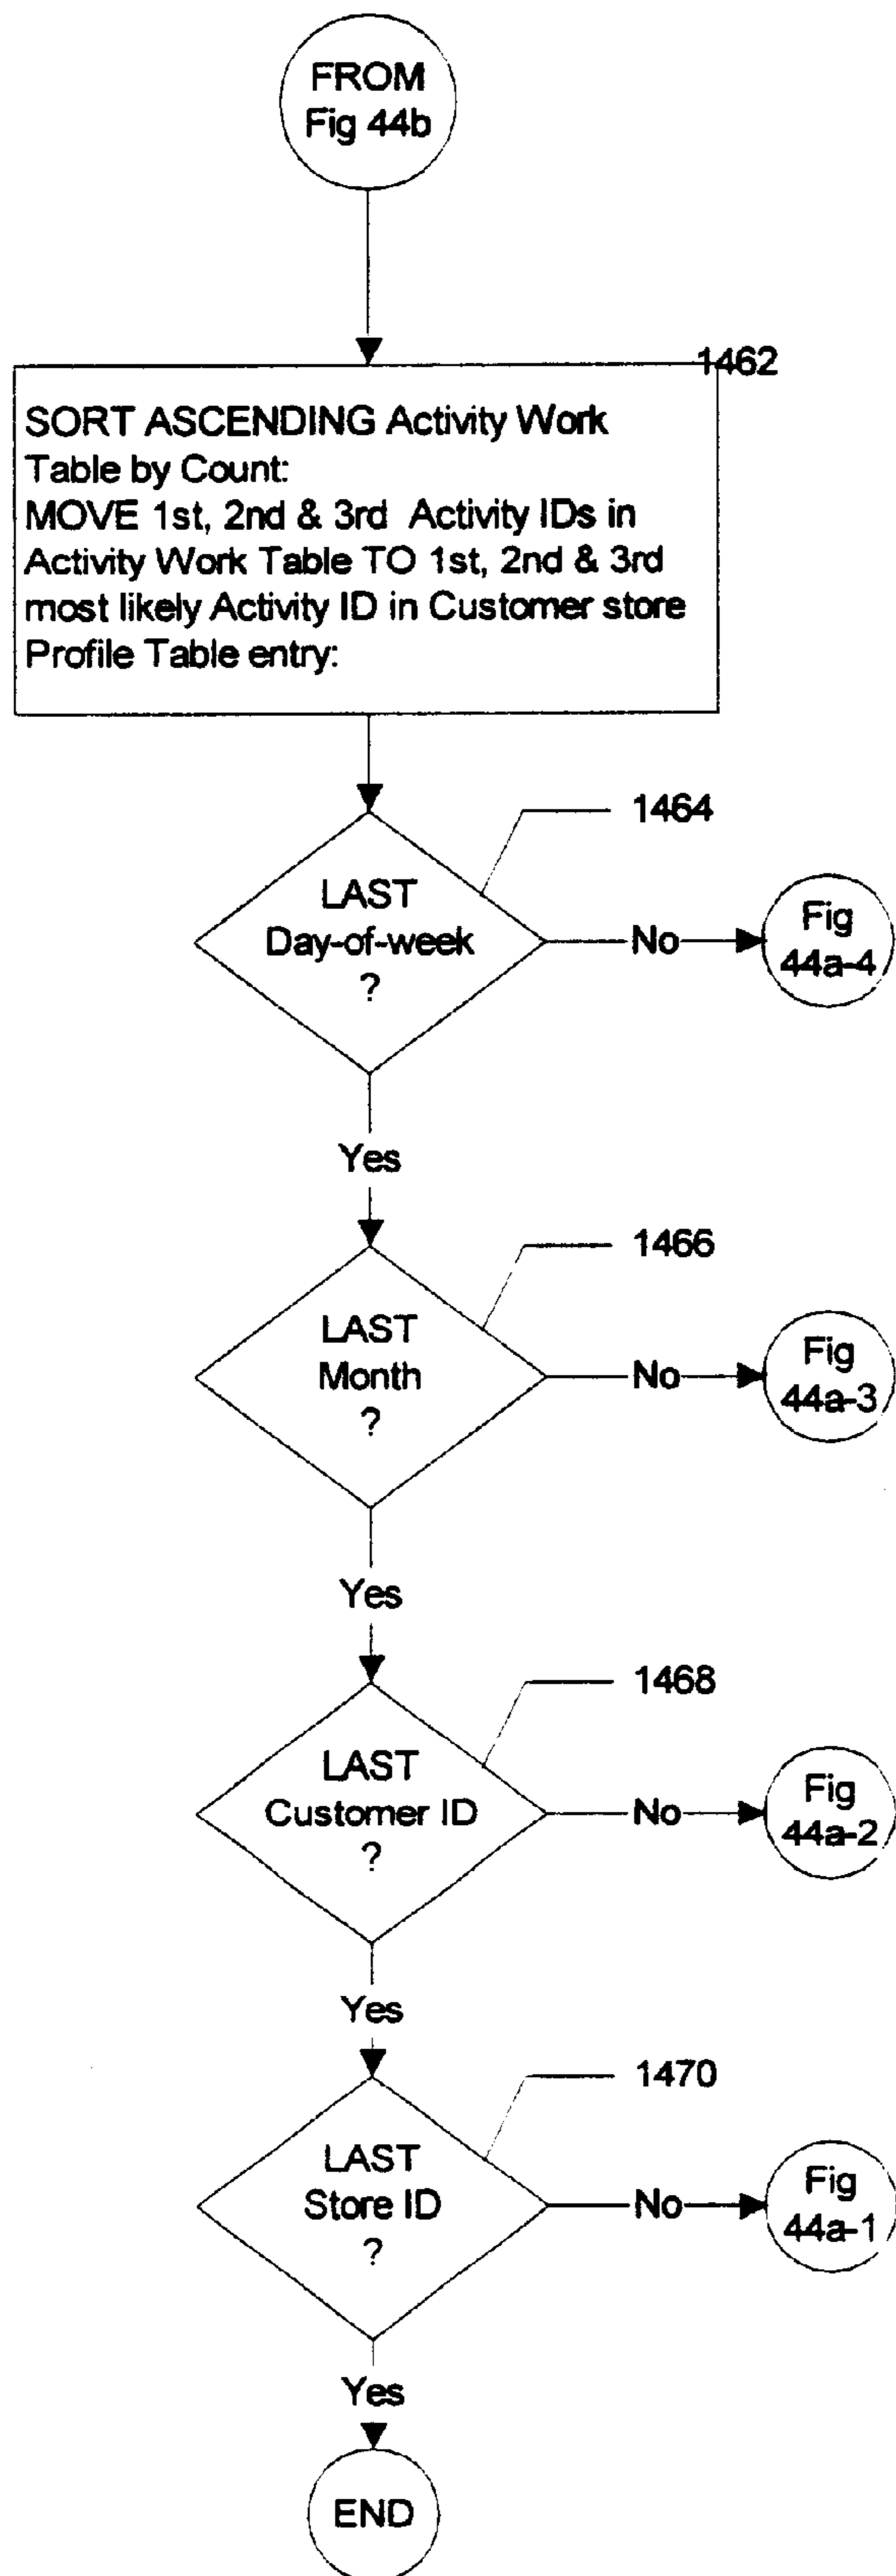 FROM
Fig 44b
1462
SORT ASCENDING Activity Work
Table by Count:
MOVE 1st, 2nd & 3rd Activity IDs in
Activity Work Table TO 1st, 2nd & 3rd
most likely Activity ID in Customer store
Profile Table entry:
1464
LAST
Day-of-week
?
No
Fig
44a-4
Yes
1466
LAST
Month
?
No
Fig
44a-3
Yes
1468
LAST
Customer ID
?
No
Fig
44a-2
Yes
1470
LAST
Store ID
?
No
Fig
44a-1
Yes
END